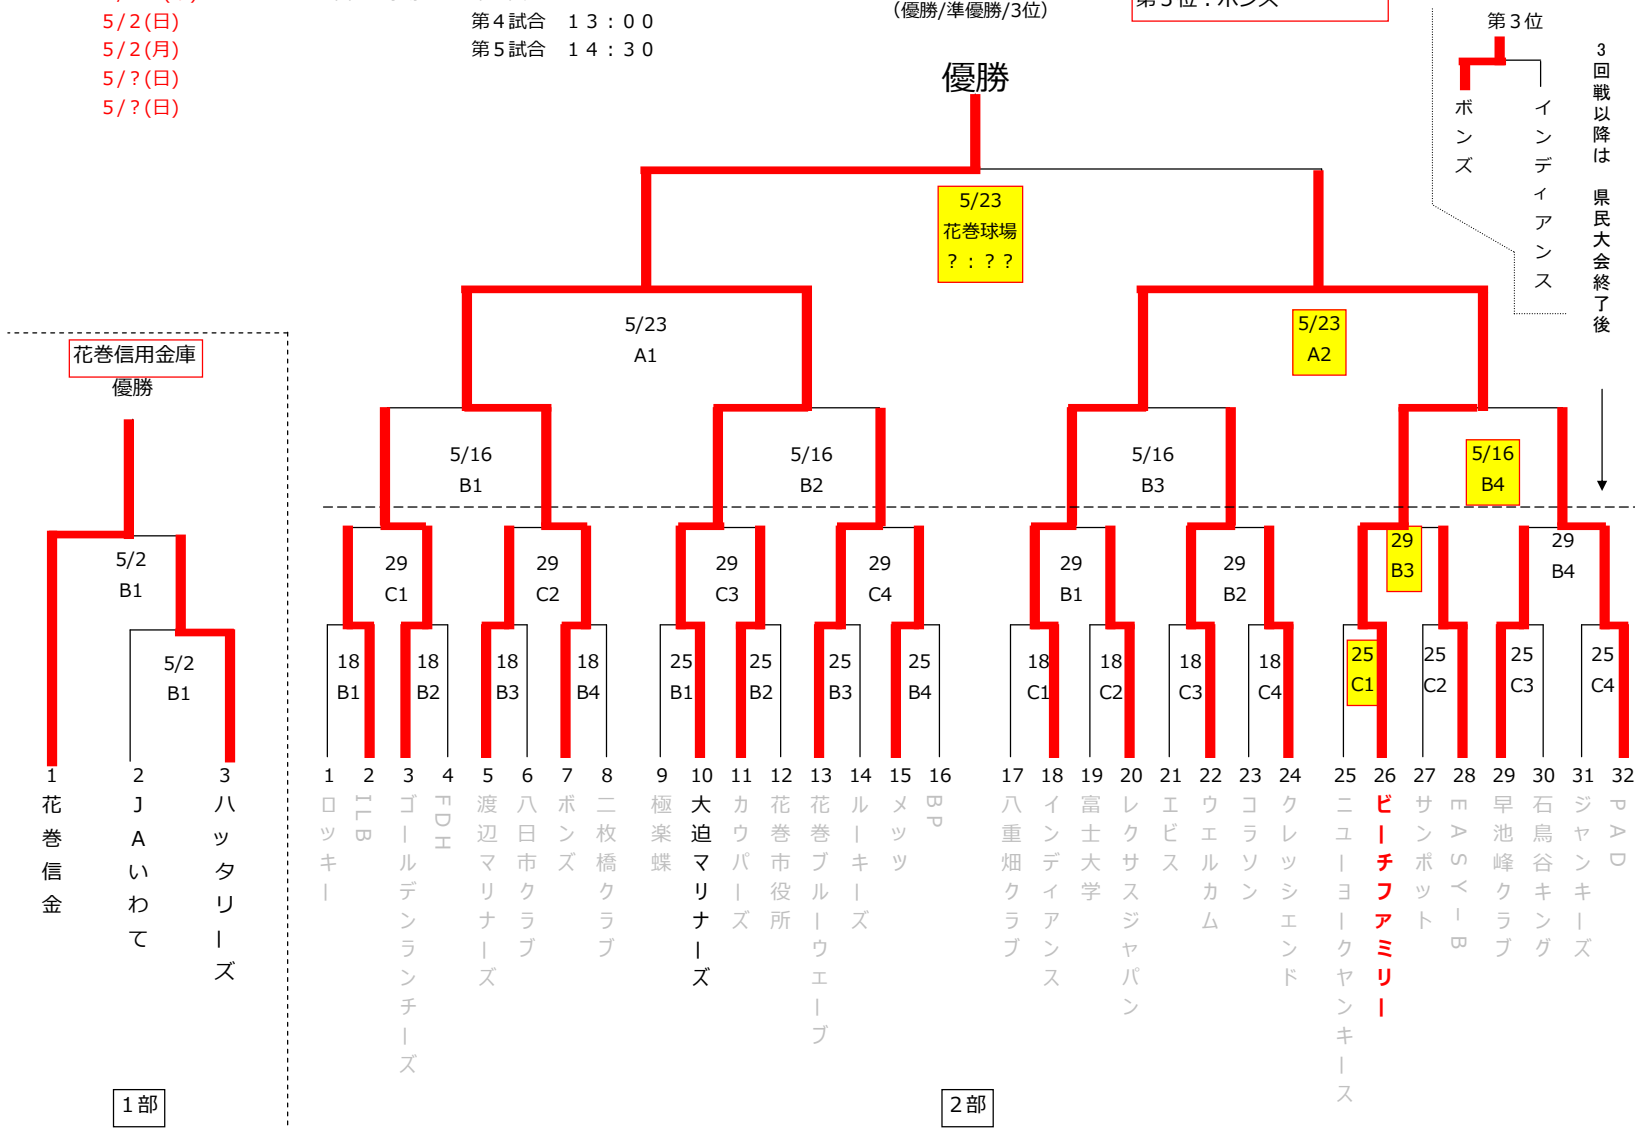 5/2(日)
5/2(月)
5/?(日)
5/?(日)
第4試合 13:00
第5試合 14:30
(優勝/準優勝/3位)
第3位:ボンズ
第3位
ボンズ
インディアンス
3回戦以降は 県民大会終了後
優勝
5/23
花巻球場
?:??
5/23
A1
5/23
A2
花巻信用金庫
優勝
5/16
B1
5/16
B2
5/16
B3
5/16
B4
5/2
B1
29
C1
29
C2
29
C3
29
C4
29
B1
29
B2
29
B3
29
B4
5/2
B1
18
B1
18
B2
18
B3
18
B4
25
B1
25
B2
25
B3
25
B4
18
C1
18
C2
18
C3
18
C4
25
C1
25
C2
25
C3
25
C4
1
花巻信金
2
JAいわて
3
ハッタリーズ
1
ロッキー
2
ILB
3
ゴールデンランチーズ
4
FDH
5
渡辺マリナーズ
6
八日市クラブ
7
ボンズ
8
二枚橋クラブ
9
極楽蝶
10
大迫マリナーズ
11
カウパーズ
12
花巻市役所
13
花巻ブルーウエーブ
14
ルーキーズ
15
メッツ
16
BP
17
八重畑クラブ
18
インディアンス
19
富士大学
20
レクサスジャパン
21
エビス
22
ウエルカム
23
コラソン
24
クレッシェンド
25
ニューヨークヤンキース
26
ビーチファミリー
27
サンポット
28
EASY-B
29
早池峰クラブ
30
石鳥谷キング
31
ジャンキーズ
32
PAD
1部
2部